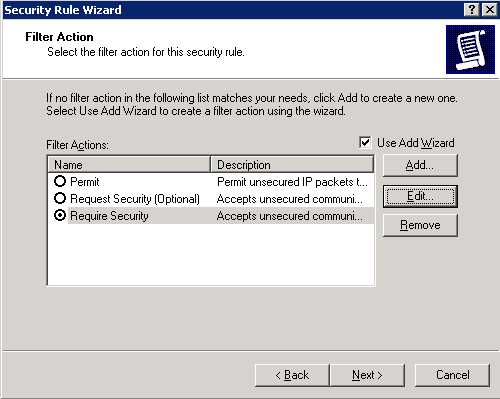 Security Rule Wizard
Filter Action
Select the filter action for this security rule.
If no filter action in the following list matches your needs, click Add to create a new one.
Select Use Add Wizard to create a filter action using the wizard.
Filter Actions:
Use Add Wizard
Name Description
Permit Permit unsecured IP packets t...
Request Security (Optional) Accepts unsecured communi...
Require Security Accepts unsecured communi...
Add...
Edit...
Remove
< Back Next > Cancel